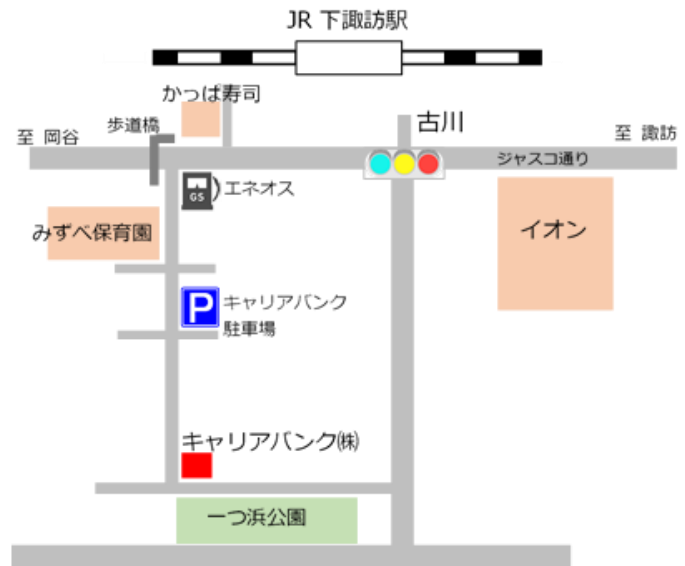 JR 下諏訪駅
かっぱ寿司
歩道橋
古川
至 岡谷
至 諏訪
ジャスコ通り
GS
エネオス
みずべ保育園
イオン
P
キャリアバンク
駐車場
キャリアバンク㈱
一つ浜公園